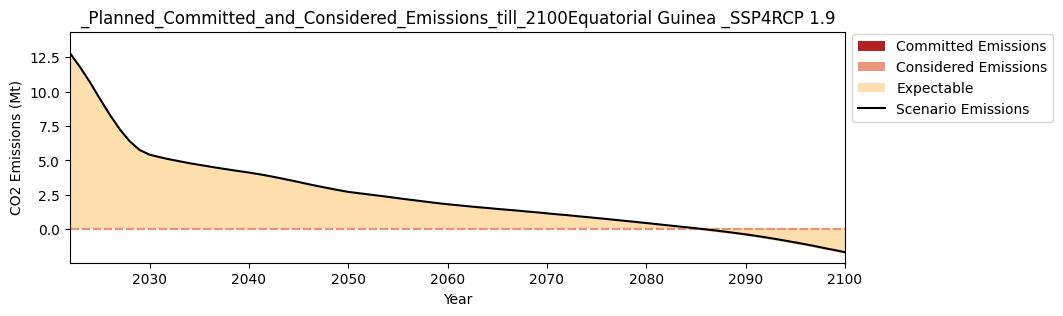 _Planned_Committed_and_Considered_Emissions_till_2100Equatorial Guinea _SSP4RCP 1.9
CO2 Emissions (Mt)
12.5
10.0
7.5
5.0
2.5
0.0
2030 2040 2050 2060 2070 2080 2090 2100
Year
Committed Emissions
Considered Emissions
Expectable
Scenario Emissions